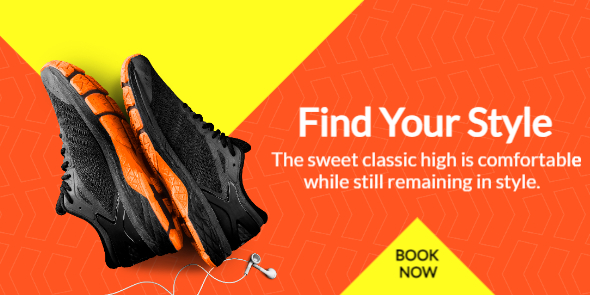 Find Your Style
The sweet classic high is comfortable
while still remaining in style.
BOOK
NOW